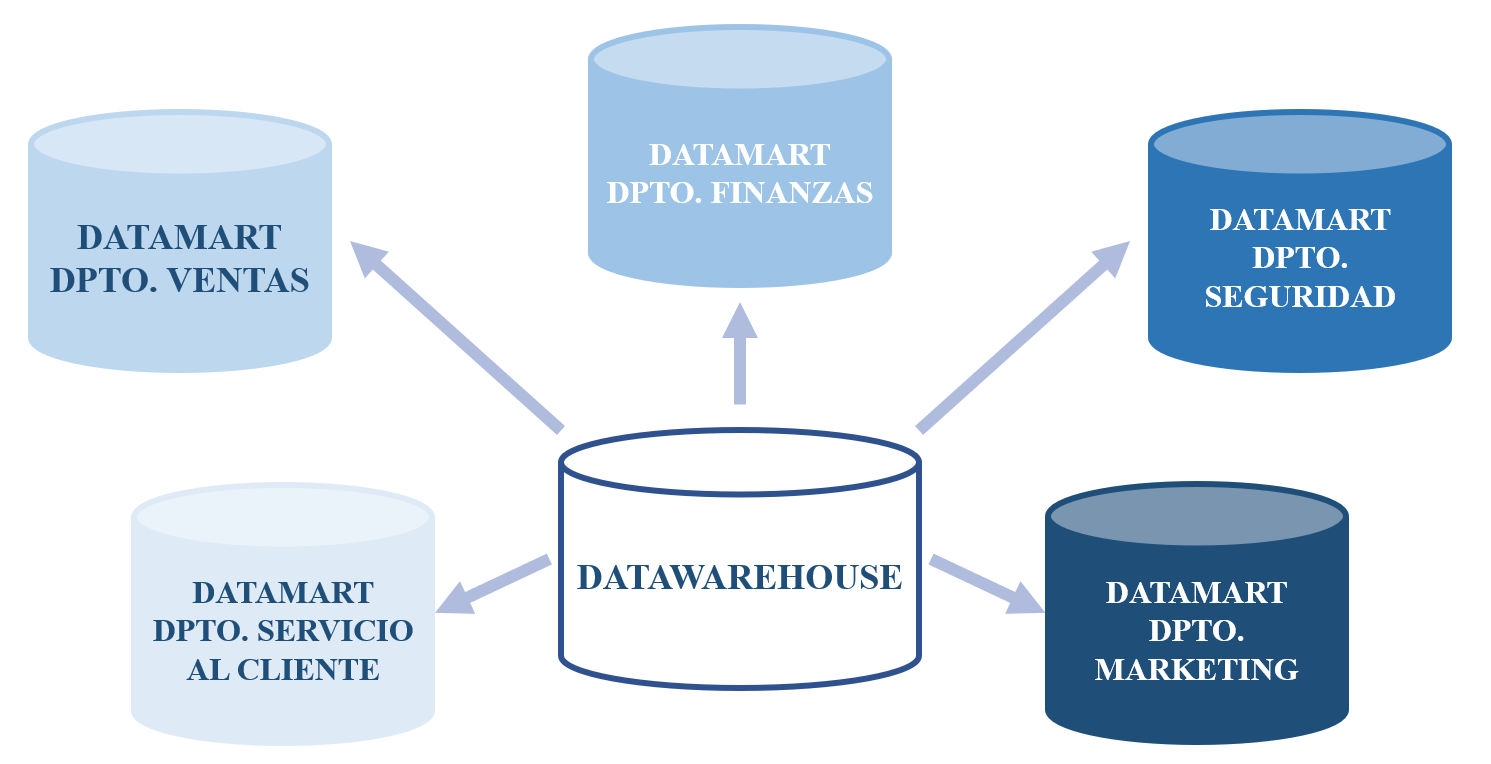 DATAMART
DPTO. FINANZAS
DATAMART
DPTO. VENTAS
DATAMART
DPTO.
SEGURIDAD
DATAWAREHOUSE
DATAMART
DPTO. SERVICIO
AL CLIENTE
DATAMART
DPTO.
MARKETING